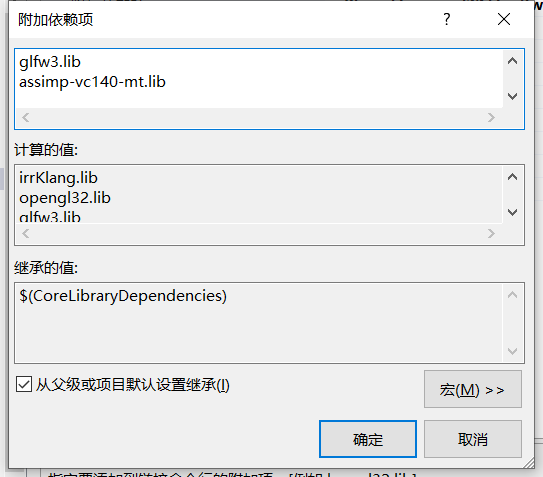 附加依赖项
?
glfw3.lib
assimp-vc140-mt.lib
计算的值:
irrKlang.lib
opengl32.lib
glfw3.lib
继承的值:
$(CoreLibraryDependencies)
从父级或项目默认设置继承(I)
宏(M) >>
确定
取消